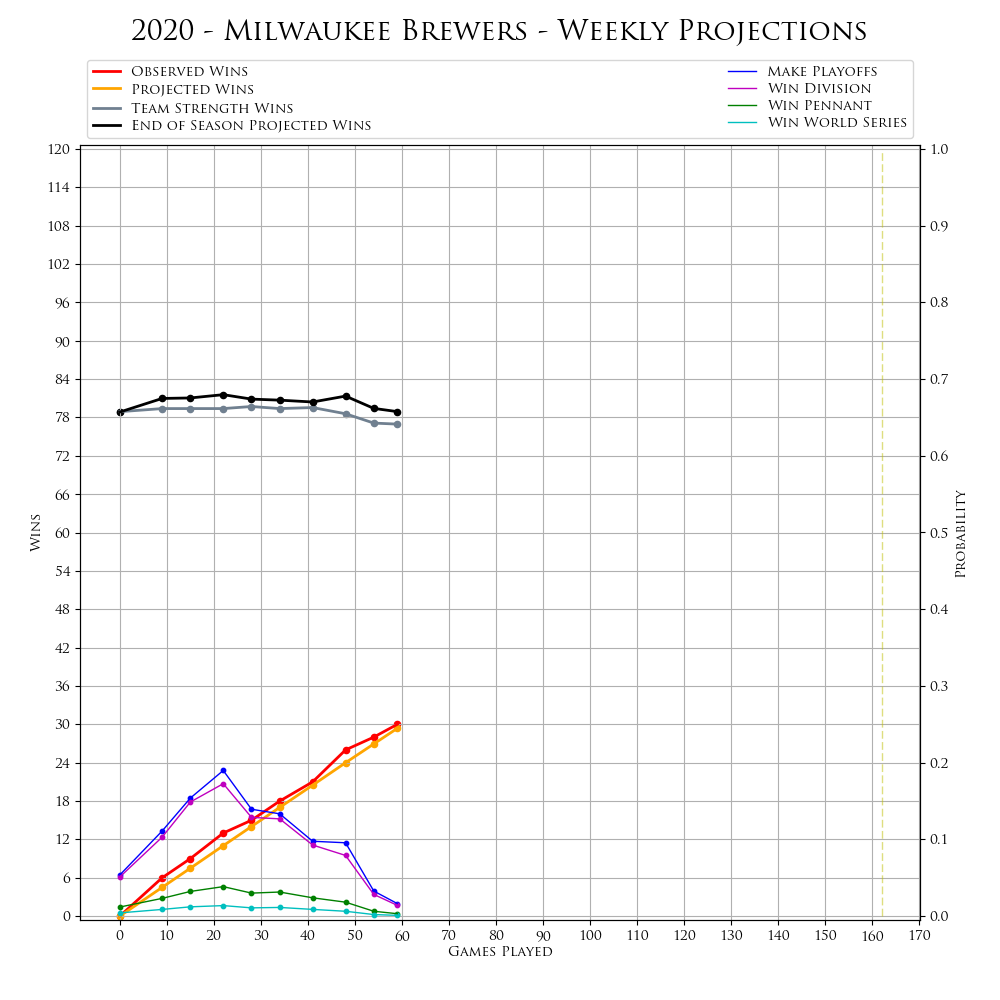 2020 - Milwaukee Brewers - Weekly Projections
Observed Wins
Projected Wins
Team Strength Wins
End of Season Projected Wins
Make Playoffs
Win Division
Win Pennant
Win World Series
120
114
108
102
96
90
84
78
72
66
60
54
48
42
36
30
24
18
12
6
0
Wins
1.0
0.9
0.8
0.7
0.6
0.5
0.4
0.3
0.2
0.1
0.0
Probability
0 10 20 30 40 50 60 70 80 90 100 110 120 130 140 150 160 170
Games Played